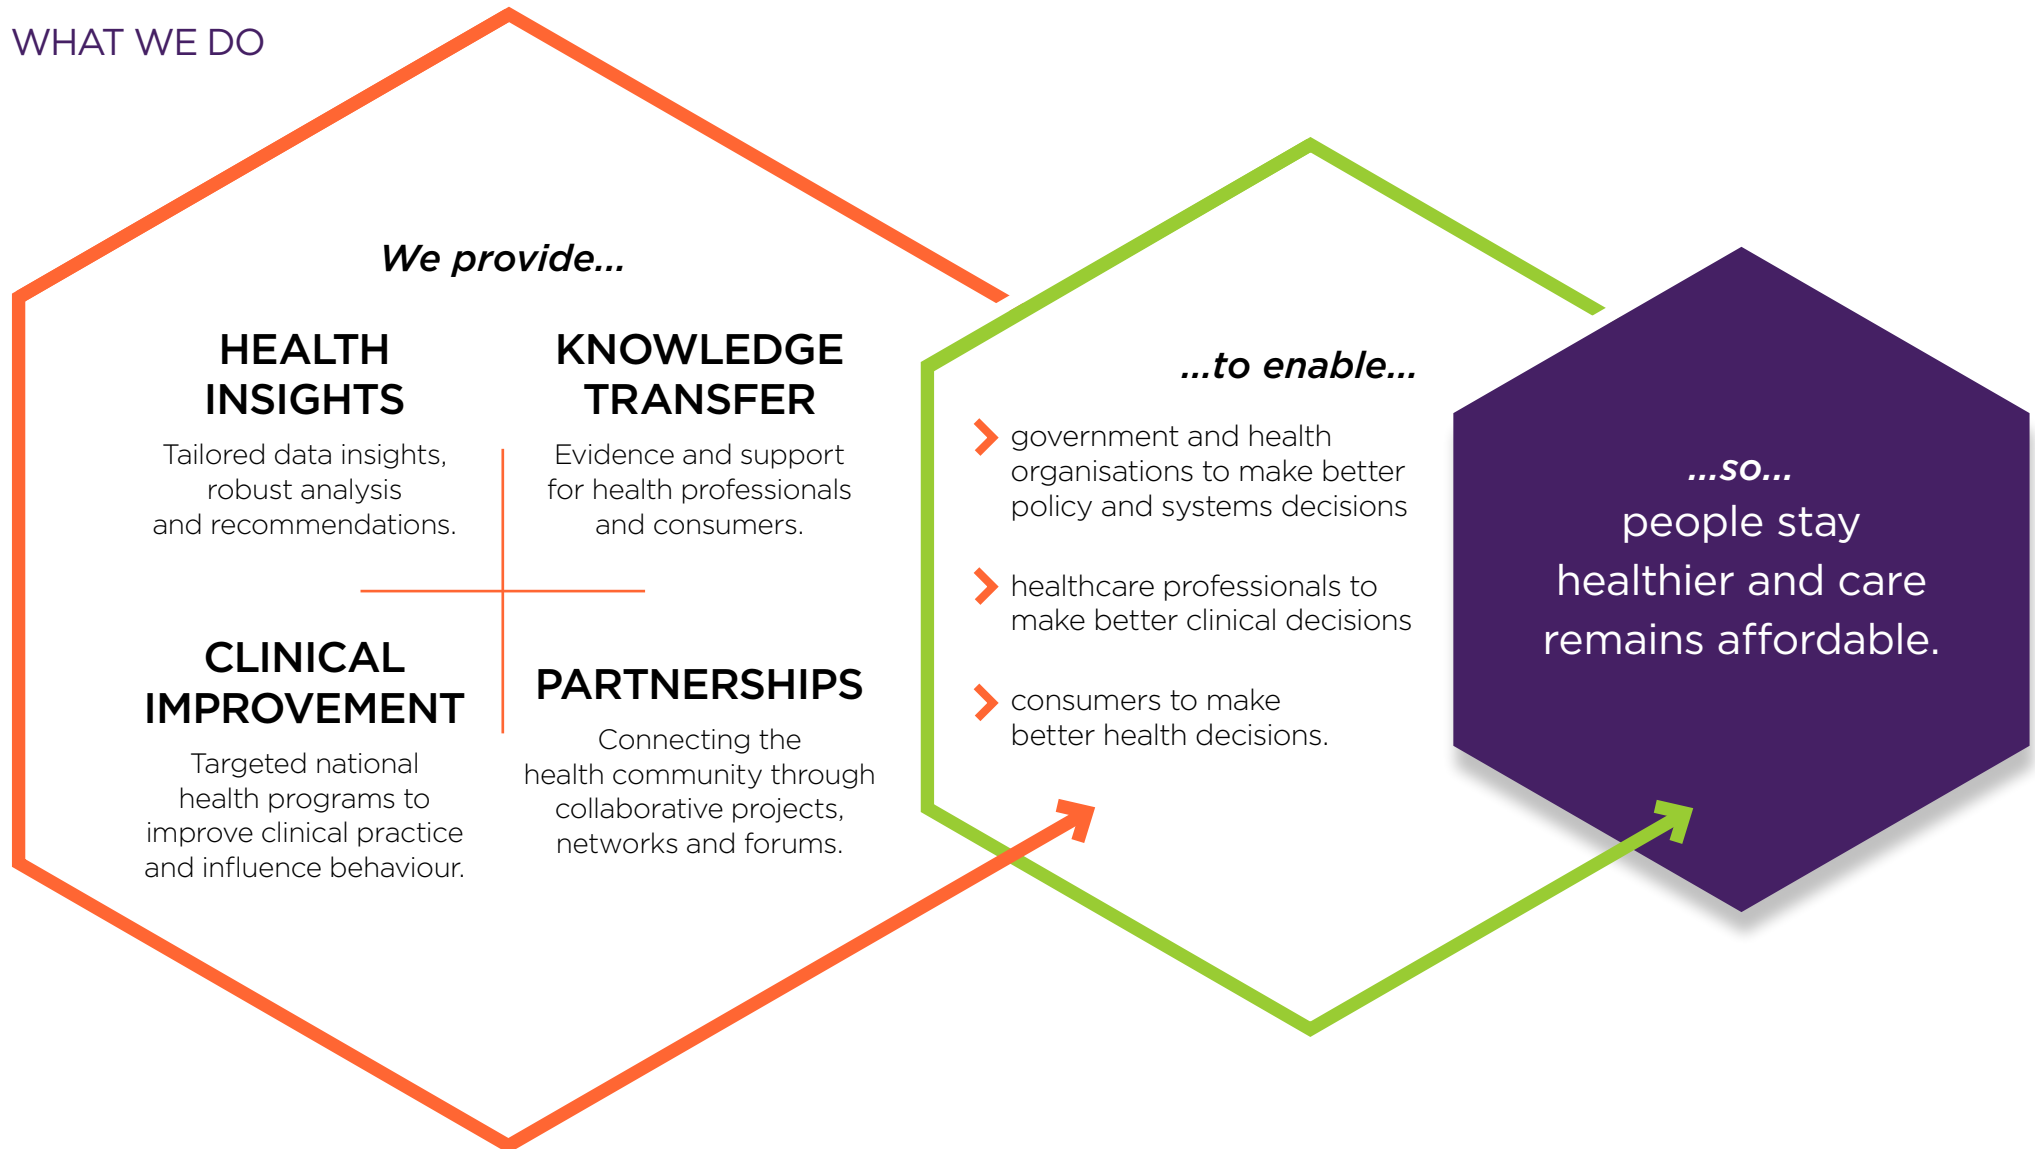 WHAT WE DO
We provide...
HEALTH
INSIGHTS
Tailored data insights,
robust analysis
and recommendations.
KNOWLEDGE
TRANSFER
Evidence and support
for health professionals
and consumers.
CLINICAL
IMPROVEMENT
Targeted national
health programs to
improve clinical practice
and influence behaviour.
PARTNERSHIPS
Connecting the
health community through
collaborative projects,
networks and forums.
...to enable...
government and health
organisations to make better
policy and systems decisions
healthcare professionals to
make better clinical decisions
consumers to make
better health decisions.
...so...
people stay
healthier and care
remains affordable.